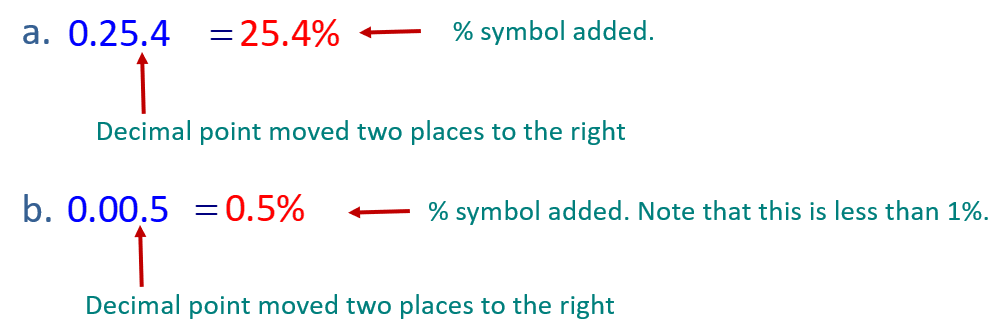 a. 0.25.4 = 25.4% % symbol added.
Decimal point moved two places to the right
b. 0.00.5 = 0.5% % symbol added. Note that this is less than 1%.
Decimal point moved two places to the right